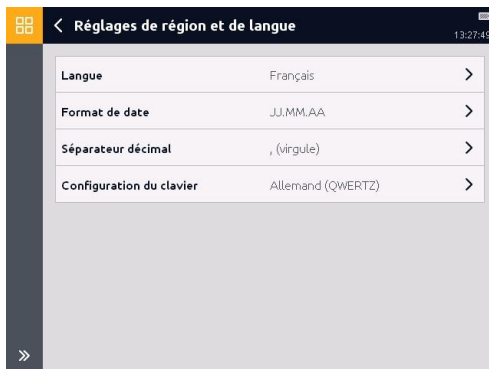 Réglages de région et de langue
13:27:49
Langue Français
Format de date JJ.MM.AA
Séparateur décimal , (virgule)
Configuration du clavier Allemand (QWERTZ)